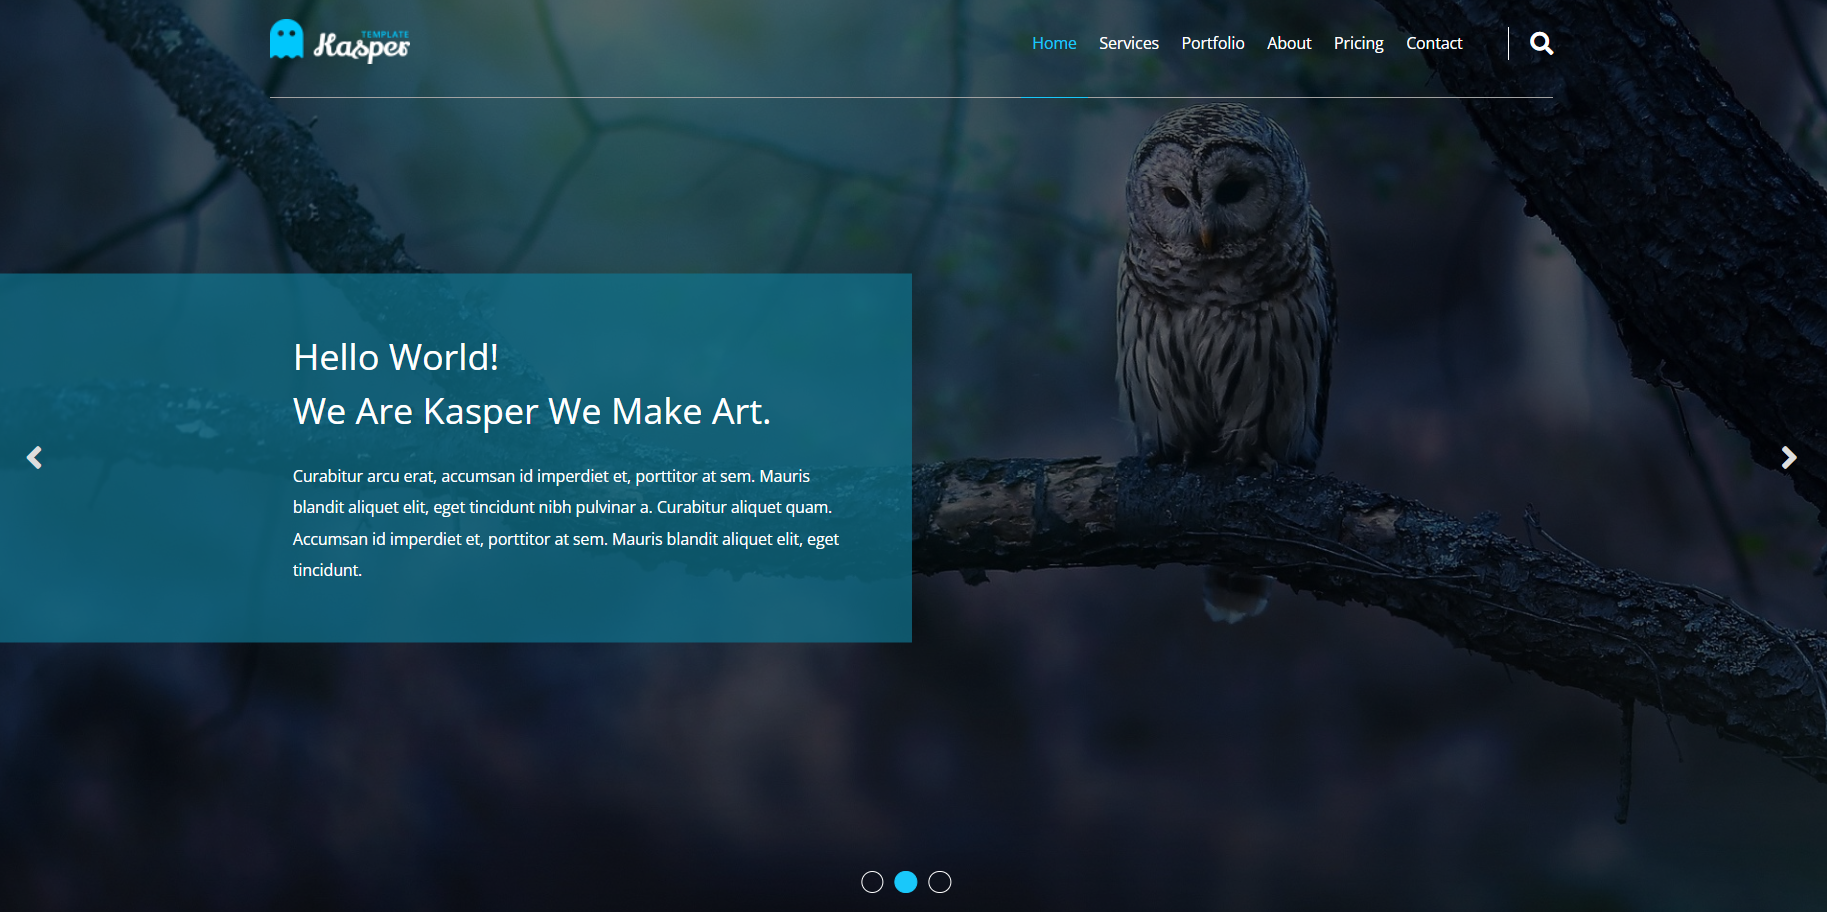 TEMPLATE
Kasper
Home Services Portfolio About Pricing Contact
Hello World!
We Are Kasper We Make Art.
Curabitur arcu erat, accumsan id imperdiet et, porttitor at sem. Mauris
blandit aliquet elit, eget tincidunt nibh pulvinar a. Curabitur aliquet quam.
Accumsan id imperdiet et, porttitor at sem. Mauris blandit aliquet elit, eget
tincidunt.